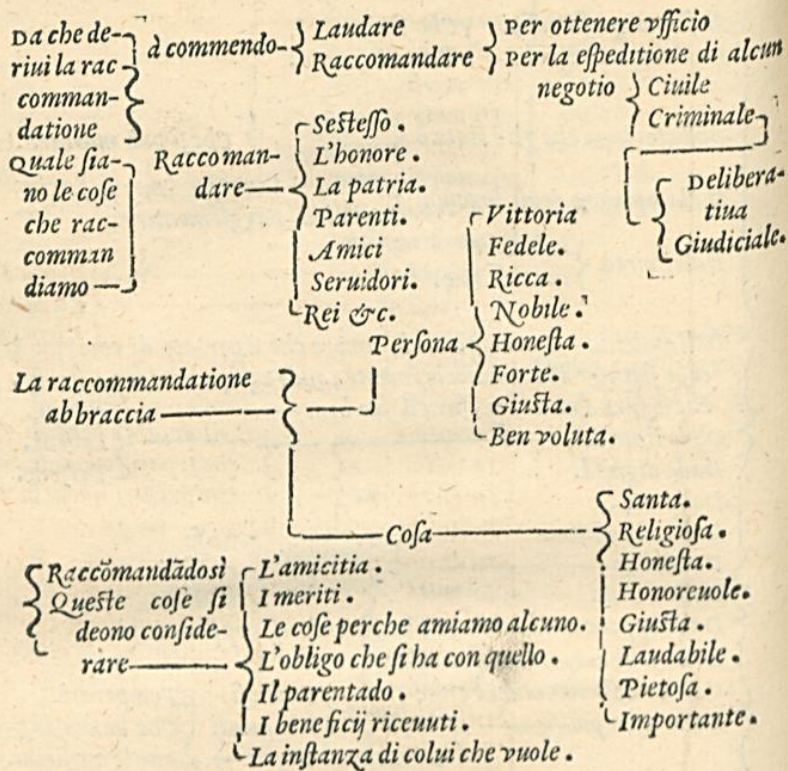 Da che de-
riui la rac
comman-
datione
à commendo-
Laudare
Raccomandare
per ottenere vfficio
per la eſpeditione di alcun
negotio
Ciuile
Criminale
Delibera-
tiua
Giudiciale.
Quale ſia-
no le coſe
che rac-
comman
diamo
Raccoman-
dare
Seſteſſo.
L'honore.
La patria.
Parenti.
Amici
Seruidori.
Rei &c.
La raccommandatione
abbraccia
Perſona
Vittoria
Fedele.
Ricca.
Nobile.
Honeſta.
Forte.
Giuſta.
Ben voluta.
Coſa
Santa.
Religioſa.
Honeſta.
Honoreuole.
Giuſta.
Laudabile.
Pietoſa.
Importante.
Raccõmandãdoſi
Queſte coſe ſi
deono conſide-
rare
L'amicitia.
I meriti.
Le coſe perche amiamo alcuno.
L'obligo che ſi ha con quello.
Il parentado.
I beneficij riceuuti.
La inſtanza di colui che vuole.